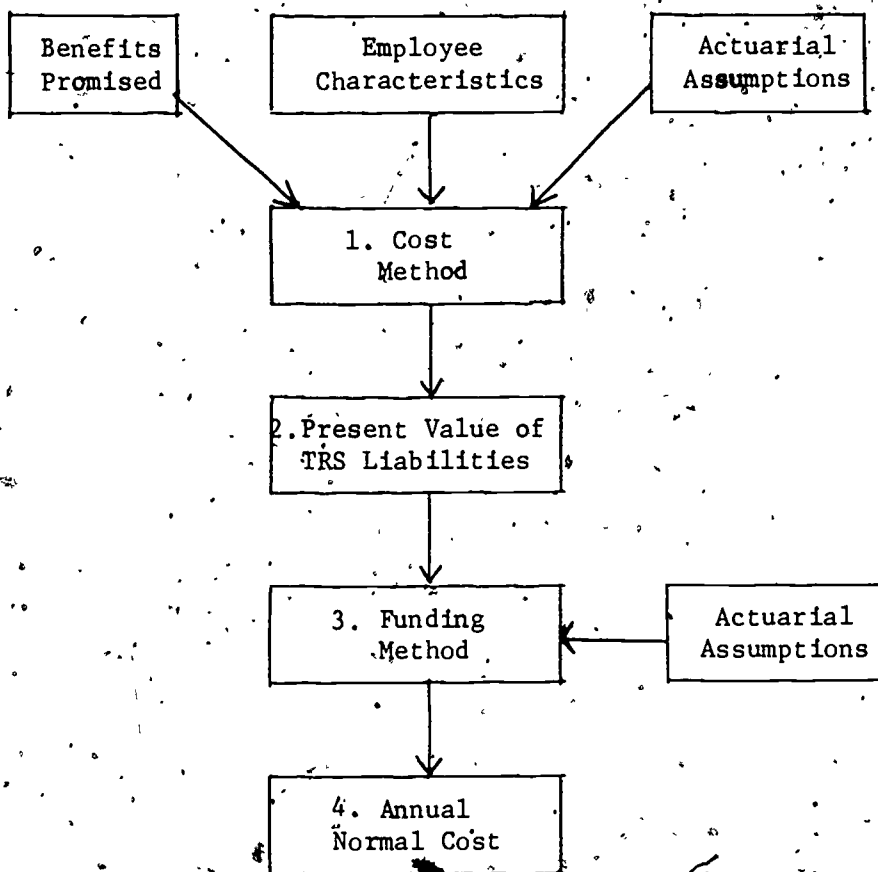 Benefits
Promised
Employee
Characteristics
Actuarial
Assumptions
1. Cost
Method
2. Present Value of
TRS Liabilities
3. Funding
Method
Actuarial
Assumptions
4. Annual
Normal Cost